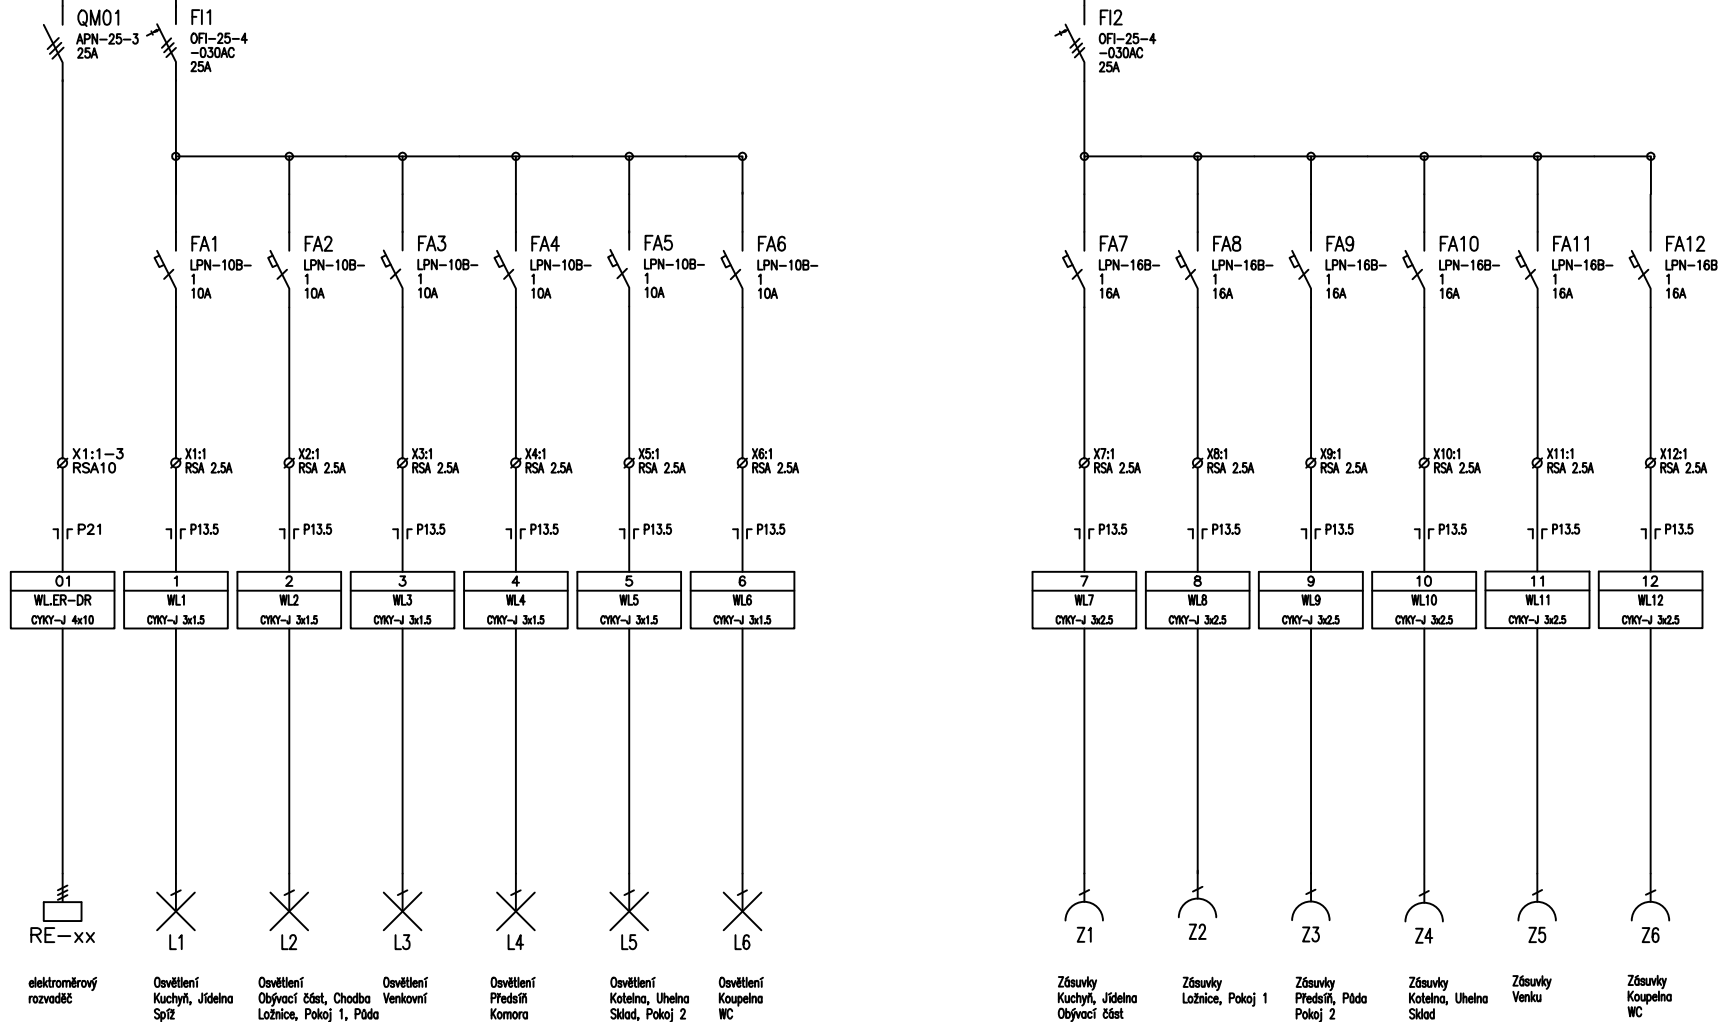 QM01
APN-25-3
25A
FI1
OFI-25-4
-030AC
25A
FI2
OFI-25-4
-030AC
25A
FA1
LPN-10B-
1
10A
FA2
LPN-10B-
1
10A
FA3
LPN-10B-
1
10A
FA4
LPN-10B-
1
10A
FA5
LPN-10B-
1
10A
FA6
LPN-10B-
1
10A
FA7
LPN-16B-
1
16A
FA8
LPN-16B-
1
16A
FA9
LPN-16B-
1
16A
FA10
LPN-16B-
1
16A
FA11
LPN-16B-
1
16A
FA12
LPN-16B
1
16A
X1:1-3
RSA10
X1:1
RSA 2.5A
X2:1
RSA 2.5A
X3:1
RSA 2.5A
X4:1
RSA 2.5A
X5:1
RSA 2.5A
X6:1
RSA 2.5A
X7:1
RSA 2.5A
X8:1
RSA 2.5A
X9:1
RSA 2.5A
X10:1
RSA 2.5A
X11:1
RSA 2.5A
X12:1
RSA 2.5A
P21
P13.5
P13.5
P13.5
P13.5
P13.5
P13.5
P13.5
P13.5
P13.5
P13.5
P13.5
P13.5
01
WL.ER-DR
CYKY-J 4x10
1
WL1
CYKY-J 3x1.5
2
WL2
CYKY-J 3x1.5
3
WL3
CYKY-J 3x1.5
4
WL4
CYKY-J 3x1.5
5
WL5
CYKY-J 3x1.5
6
WL6
CYKY-J 3x1.5
7
WL7
CYKY-J 3x2.5
8
WL8
CYKY-J 3x2.5
9
WL9
CYKY-J 3x2.5
10
WL10
CYKY-J 3x2.5
11
WL11
CYKY-J 3x2.5
12
WL12
CYKY-J 3x2.5
RE-xx
L1
L2
L3
L4
L5
L6
Z1
Z2
Z3
Z4
Z5
Z6
elektroměrový
rozvaděč
Osvětlení
Kuchyň, Jídelna
Spíž
Osvětlení
Obývací část, Chodba
Ložnice, Pokoj 1, Půda
Osvětlení
Venkovní
Osvětlení
Předsíň
Komora
Osvětlení
Kotelna, Uhelna
Sklad, Pokoj 2
Osvětlení
Koupelna
WC
Zásuvky
Kuchyň, Jídelna
Obývací část
Zásuvky
Ložnice, Pokoj 1
Zásuvky
Předsíň, Půda
Pokoj 2
Zásuvky
Kotelna, Uhelna
Sklad
Zásuvky
Venku
Zásuvky
Koupelna
WC